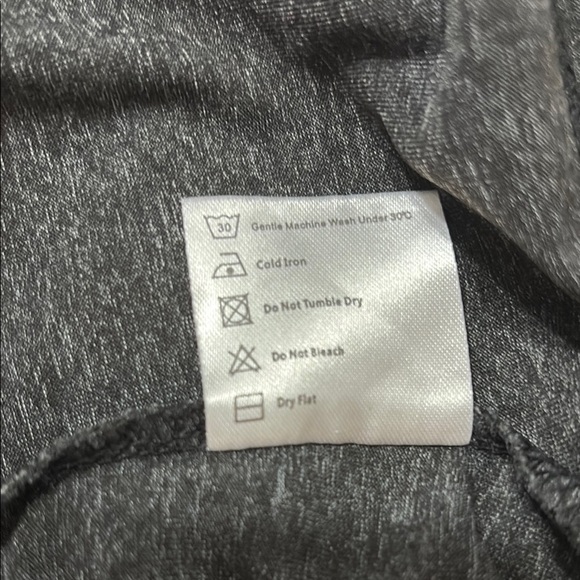 30 Gentle Machine Wash Under 30°C
Cold Iron
Do Not Tumble Dry
Do Not Bleach
Dry Flat